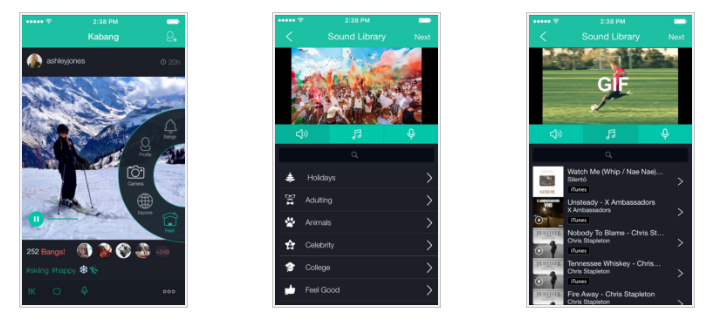 2:38 PM
Kabang
ashleyjones
20h
Bangs
Profile
Camera
Explore
Feed
252 Bangs!
+248
#skiing #happy
1K
2:38 PM
Sound Library
Next
Holidays
Adulting
Animals
Celebrity
College
Feel Good
2:38 PM
Sound Library
Next
GIF
Watch Me (Whip / Nae Nae)...
Silentó
iTunes
Unsteady - X Ambassadors
X Ambassadors
iTunes
Nobody To Blame - Chris St...
Chris Stapleton
iTunes
Tennessee Whiskey - Chris...
Chris Stapleton
iTunes
Fire Away - Chris Stapleton
Chris Stapleton